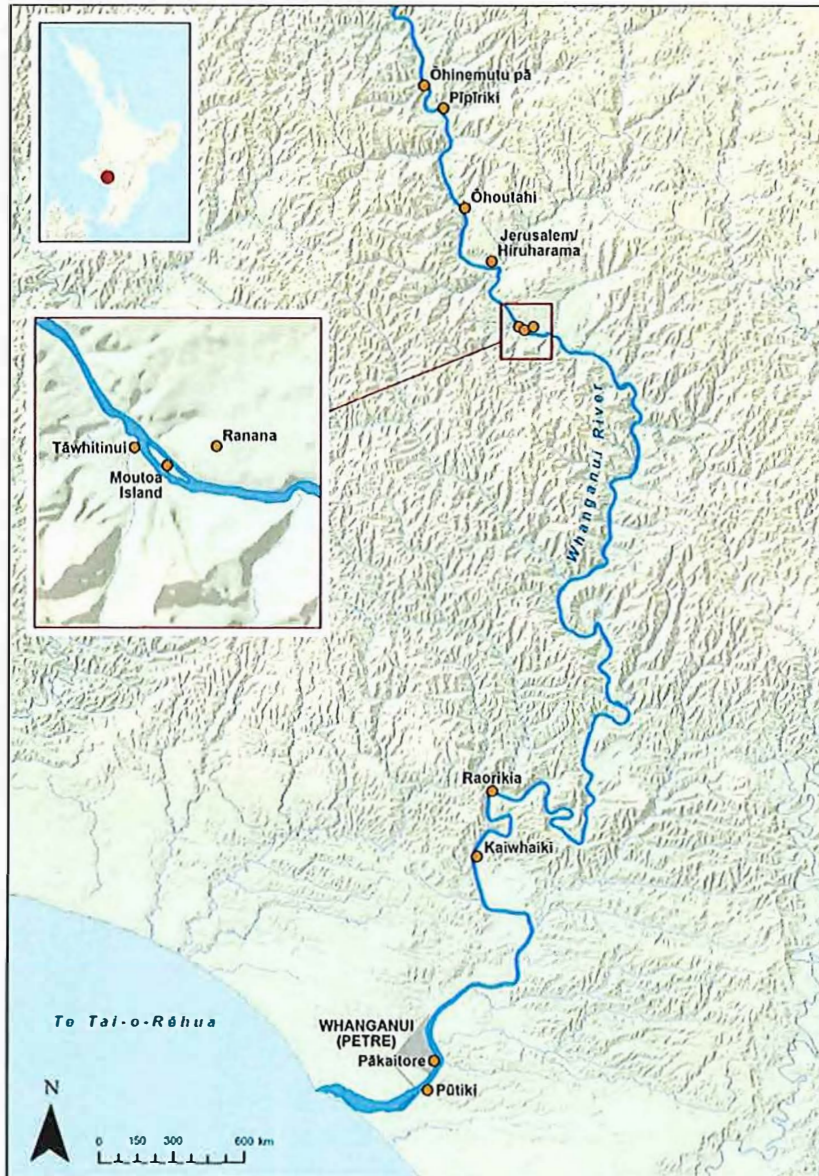 Ōhinemutu pā
Pīpīriki
Ōhoutahi
Jerusalem/
Hiruharama
Tāwhitinui
Ranana
Moutoa
Island
Whanganui River
Raorikia
Kaiwhaiki
Te Tai-o-Rēhua
WHANGANUI
(PETRE)
Pākaitore
Pūtiki
N
0 150 300 600 km